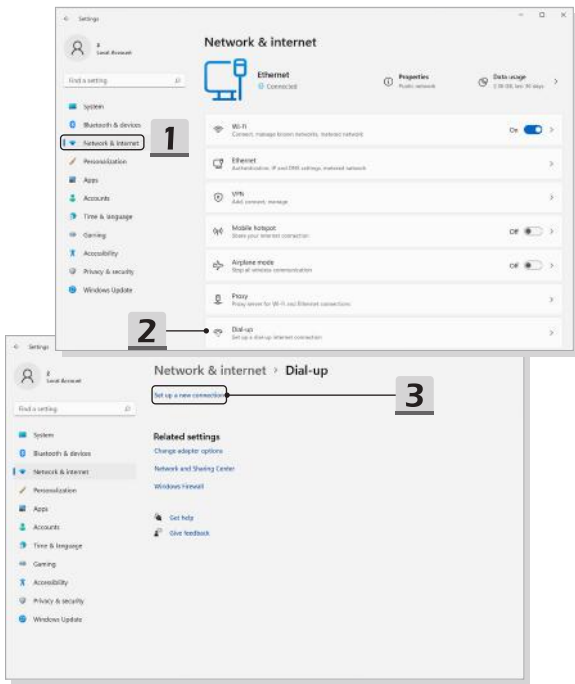 Settings
Local Account
Find a setting
System
Bluetooth & devices
Network & internet
Personalization
Apps
Accounts
Time & language
Gaming
Accessibility
Privacy & security
Windows Update
1
2
Network & internet
Ethernet
Connected
Properties
Public network
Data usage
Wi-Fi
Connect, manage known networks, metered network
On
Ethernet
Authentication, IP and DNS settings, metered network
VPN
Add, connect, manage
Mobile hotspot
Share your internet connection
Off
Airplane mode
Stop all wireless communication
Off
Proxy
Proxy server for Wi-Fi and Ethernet connections
Dial-up
Set up a dial-up internet connection
Settings
Local Account
Find a setting
System
Bluetooth & devices
Network & internet
Personalization
Apps
Accounts
Time & language
Gaming
Accessibility
Privacy & security
Windows Update
Network & internet > Dial-up
Set up a new connection
3
Related settings
Change adapter options
Network and Sharing Center
Windows Firewall
Get help
Give feedback